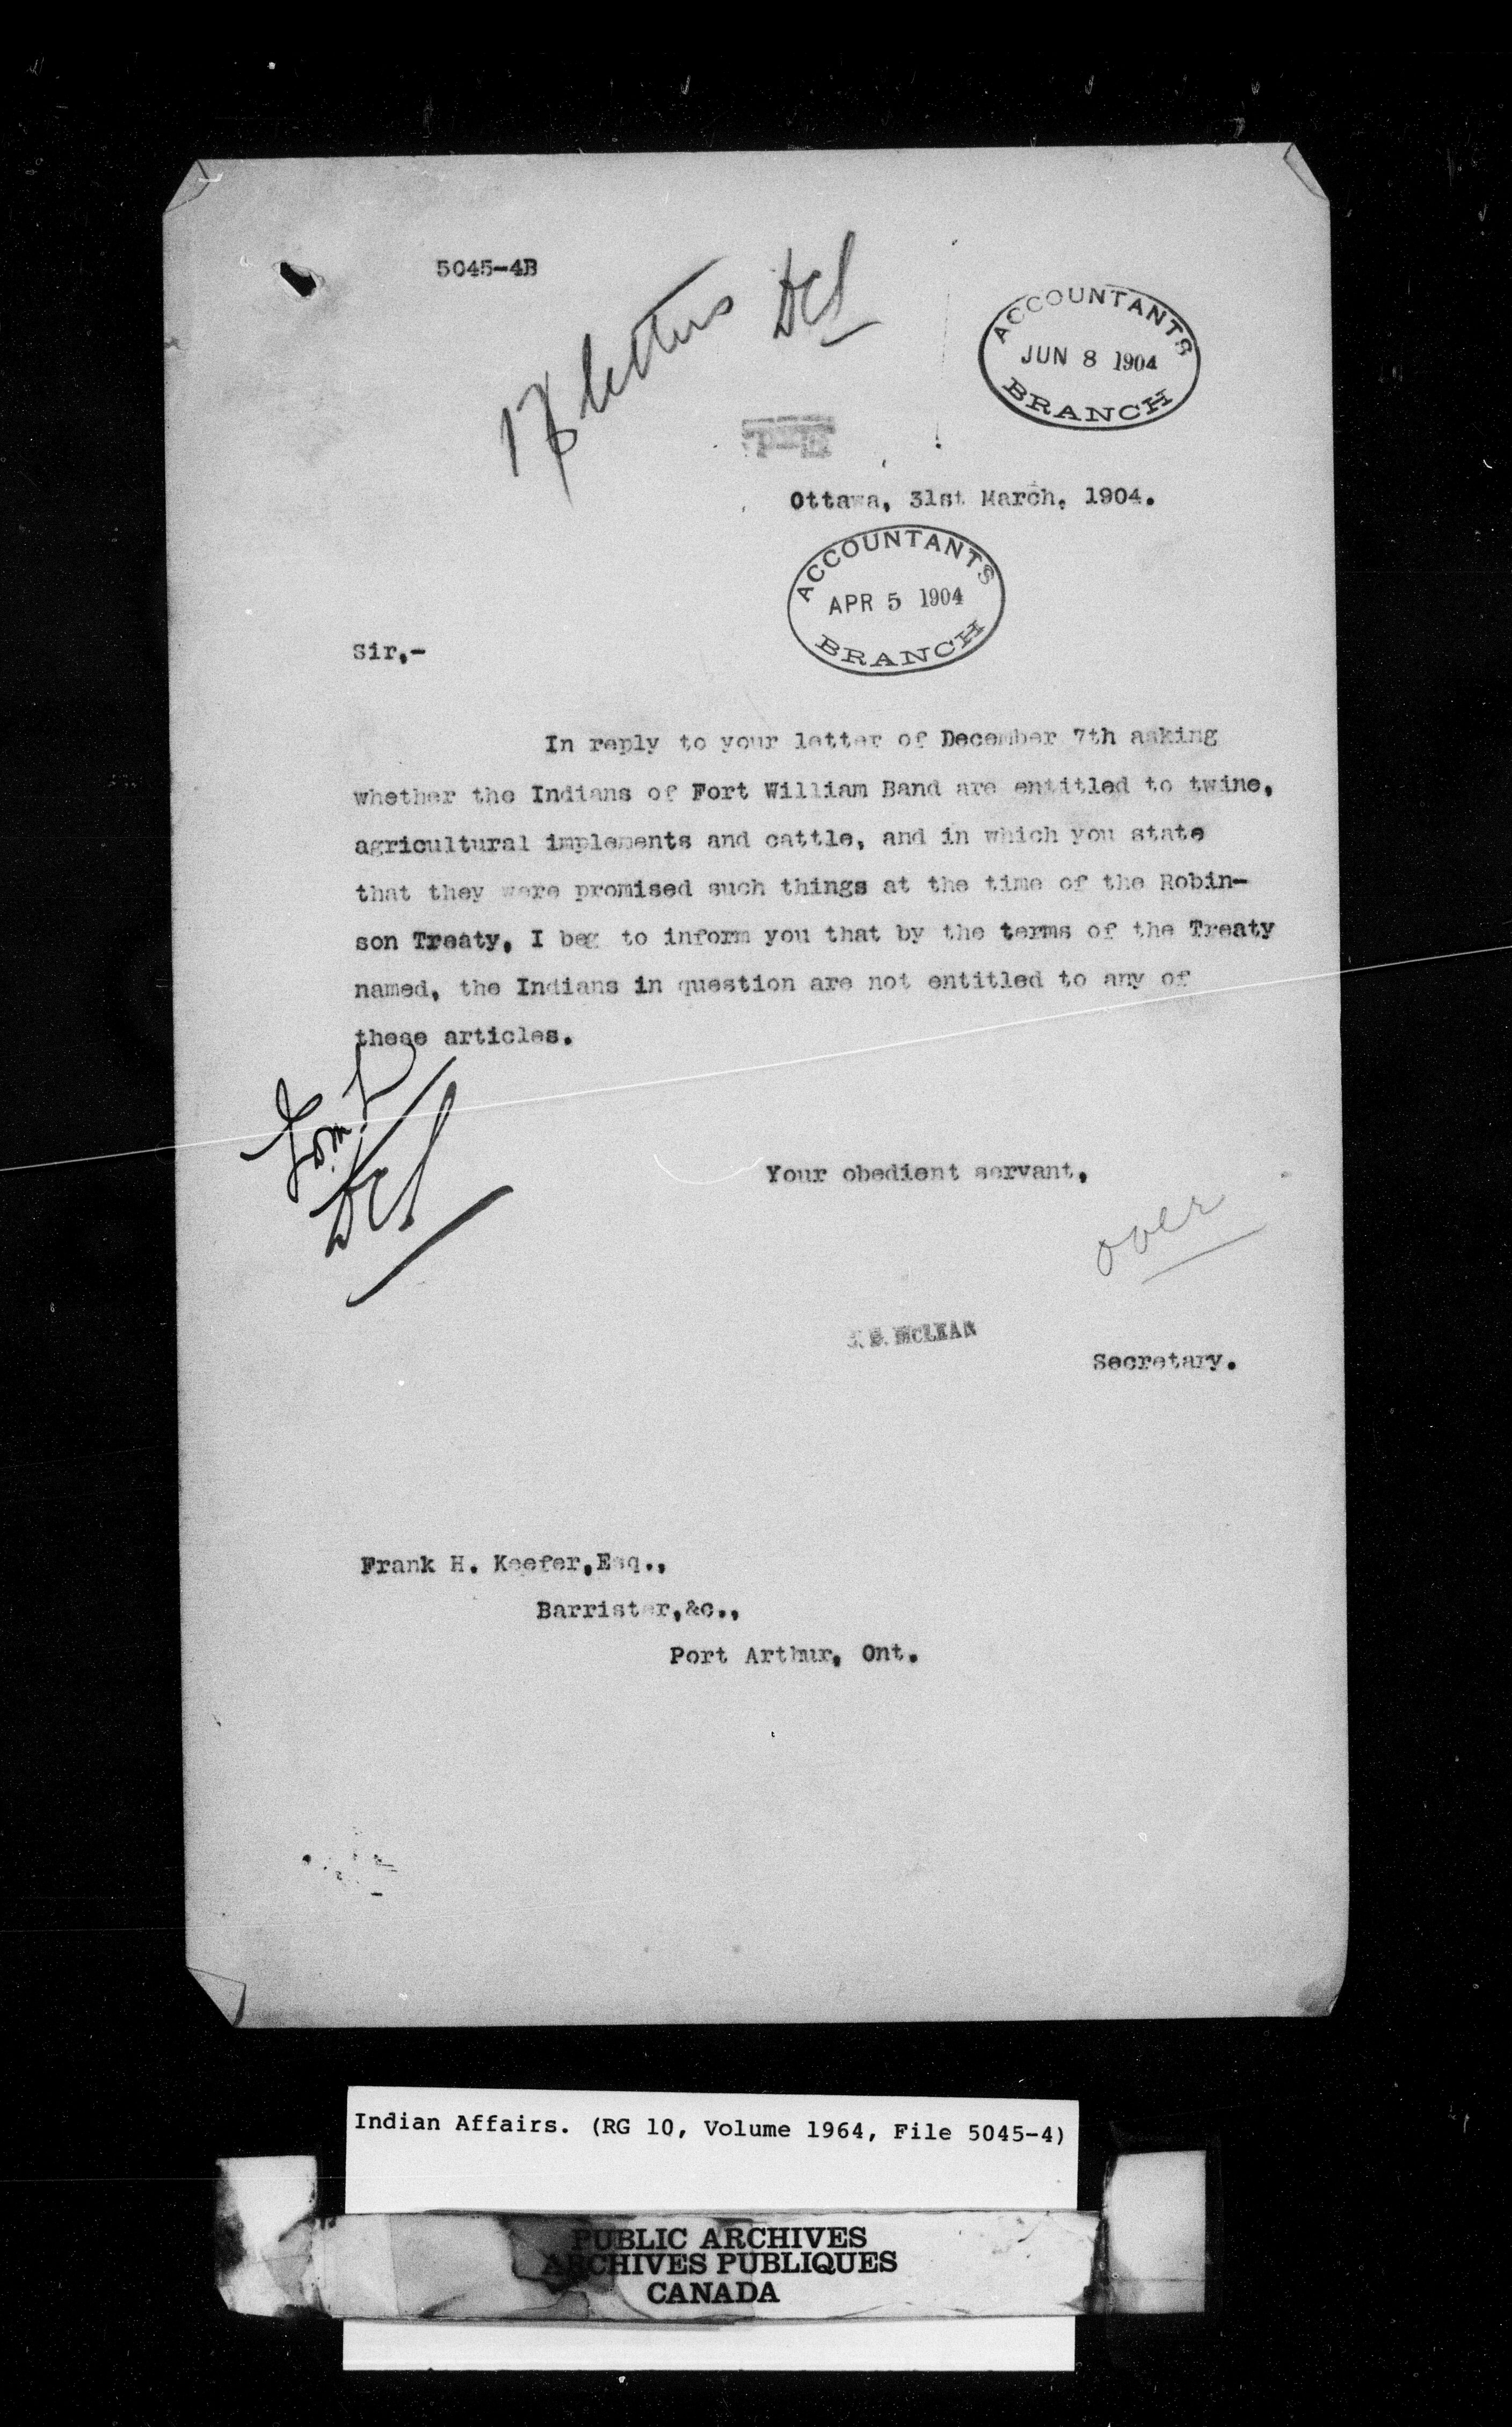 5045-4B
17 letters DCS
ACCOUNTANTS
JUN 8 1904
BRANCH
Ottawa, 31st March, 1904.
ACCOUNTANTS
APR 5 1904
BRANCH
Sir,-
In reply to your letter of December 7th asking
whether the Indians of Fort William Band are entitled to twine,
agricultural implements and cattle, and in which you state
that they were promised such things at the time of the Robin-
son Treaty, I beg to inform you that by the terms of the Treaty
named, the Indians in question are not entitled to any of
these articles.
DCS
Your obedient servant,
over
J. D. McLEAN
Secretary.
Frank H. Keefer,Esq.,
Barrister,&c.,
Port Arthur, Ont.
Indian Affairs. (RG 10, Volume 1964, File 5045-4)
PUBLIC ARCHIVES
ARCHIVES PUBLIQUES
CANADA